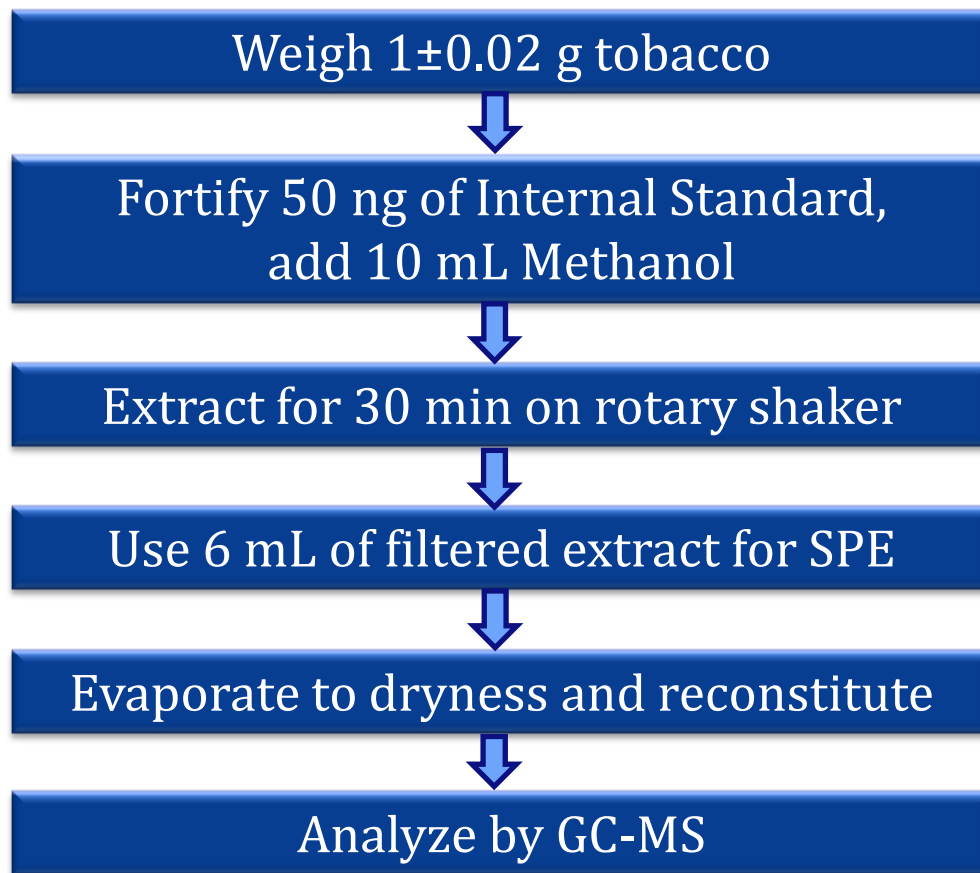 Weigh 1±0.02 g tobacco
Fortify 50 ng of Internal Standard,
add 10 mL Methanol
Extract for 30 min on rotary shaker
Use 6 mL of filtered extract for SPE
Evaporate to dryness and reconstitute
Analyze by GC-MS